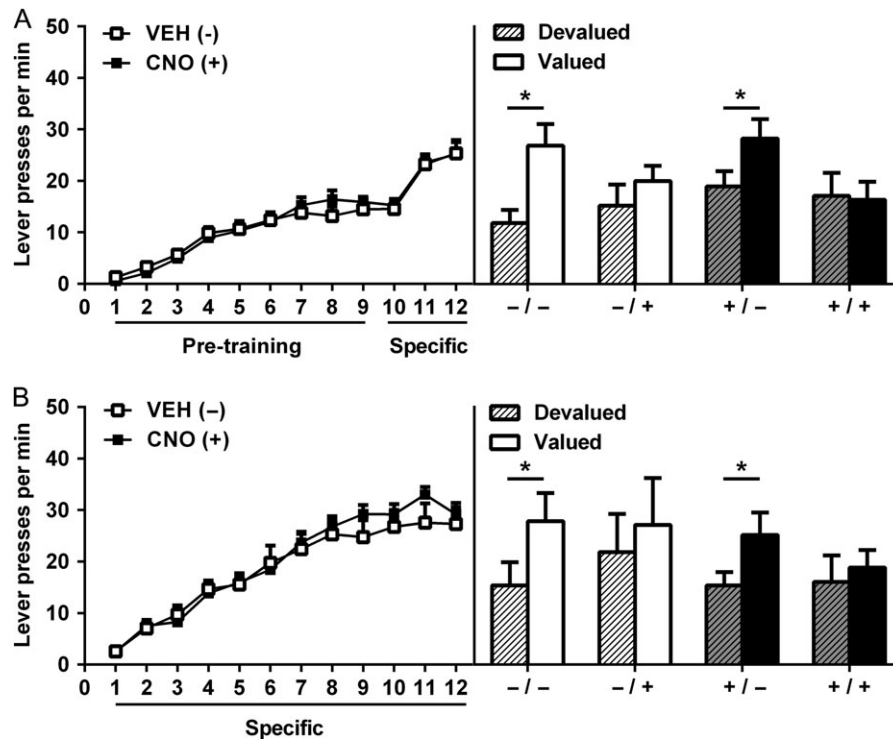 A
Lever presses per min
50
40
30
20
10
0
VEH (-)
CNO (+)
0 1 2 3 4 5 6 7 8 9 10 11 12
Pre-training Specific
Devalued
Valued
* *
– / – – / + + / – + / +
B
Lever presses per min
50
40
30
20
10
0
VEH (–)
CNO (+)
0 1 2 3 4 5 6 7 8 9 10 11 12
Specific
Devalued
Valued
* *
– / – – / + + / – + / +